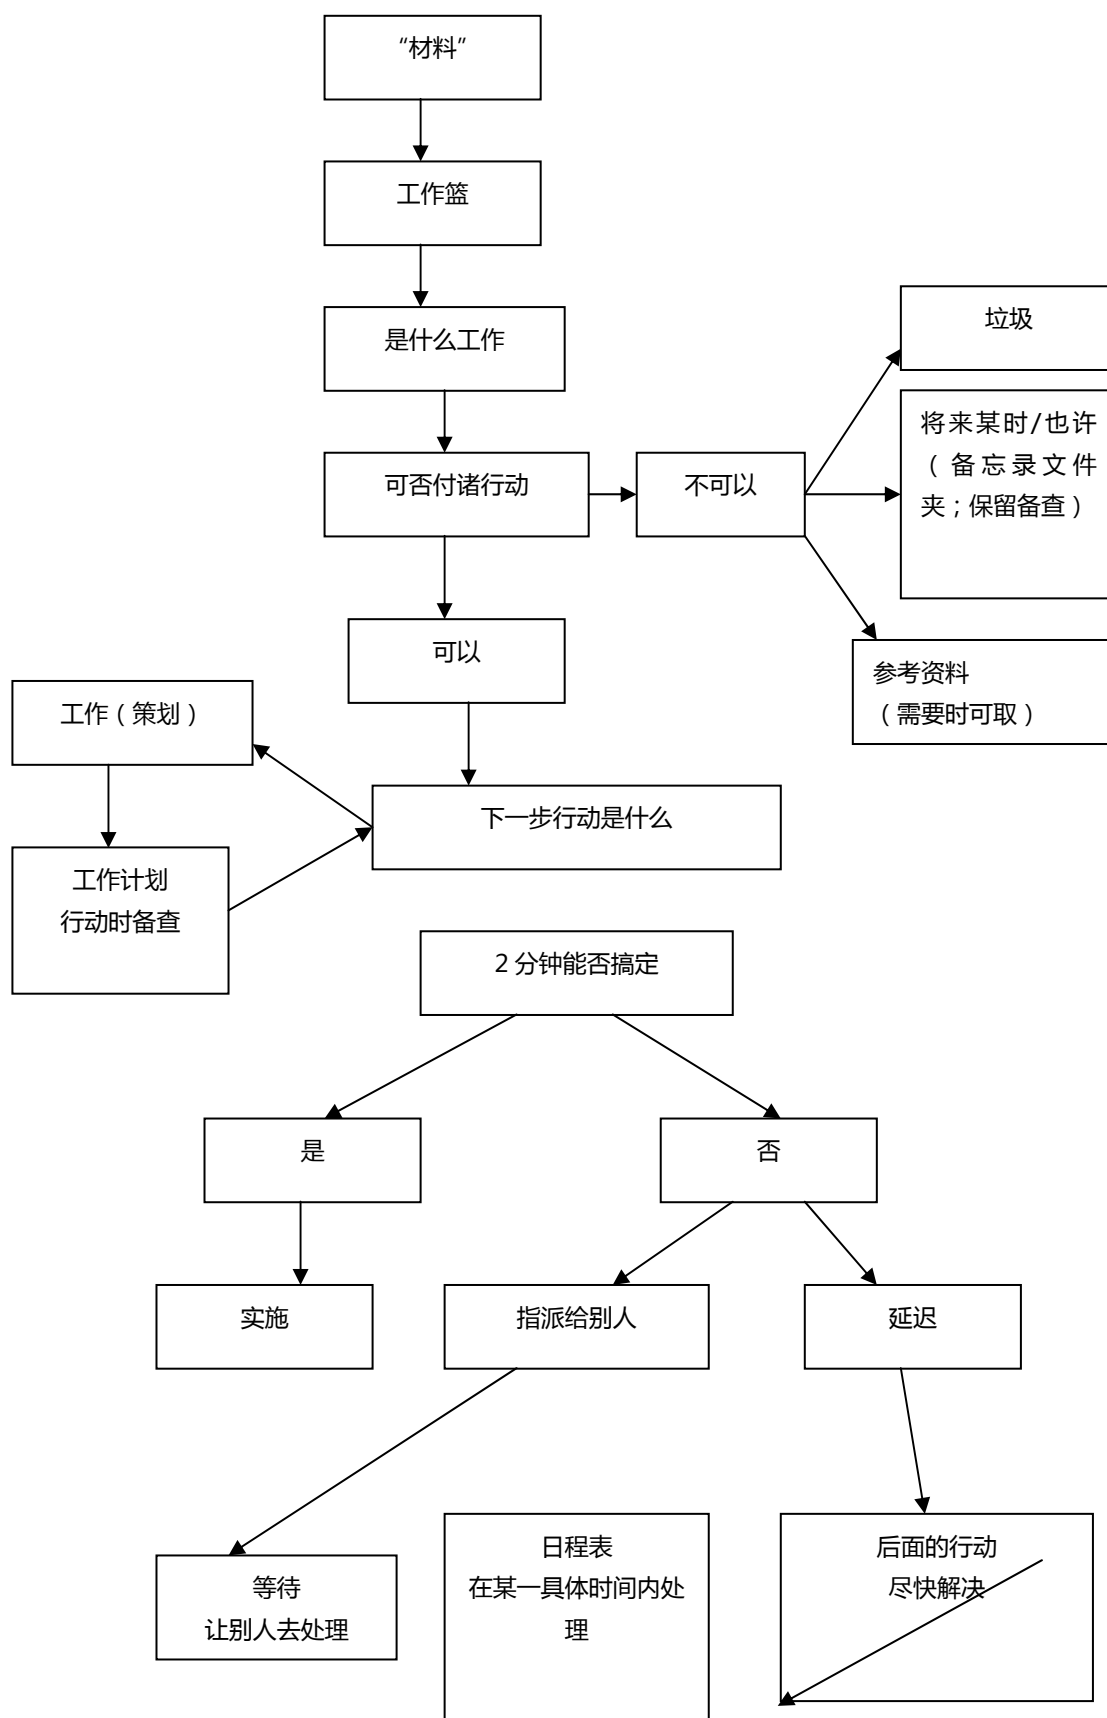 “材料”
工作篮
是什么工作
垃圾
将来某时/也许
（备忘录文件
夹；保留备查）
可否付诸行动
不可以
可以
参考资料
（需要时可取）
工作（策划）
下一步行动是什么
工作计划
行动时备查
2 分钟能否搞定
是
否
实施
指派给别人
延迟
等待
让别人去处理
日程表
在某一具体时间内处
理
后面的行动
尽快解决